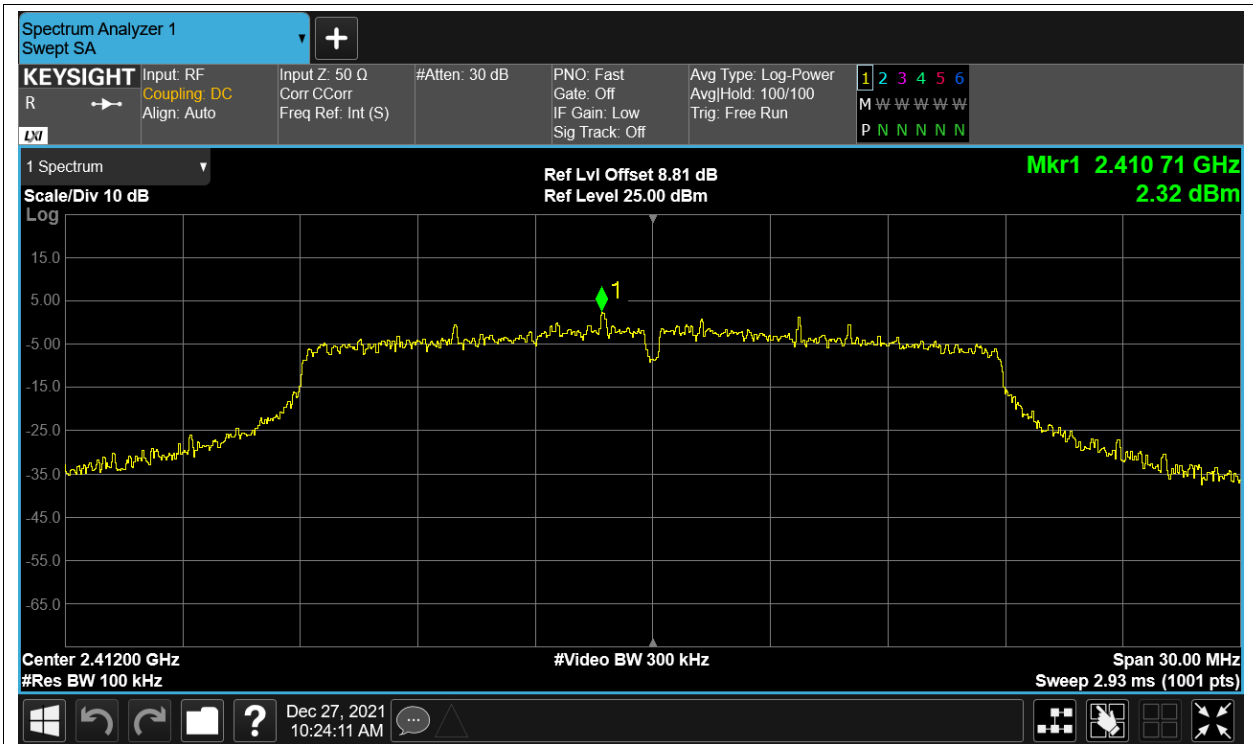 Spectrum Analyzer 1
Swept SA
KEYSIGHT Input: RF Input Z: 50 Ω #Atten: 30 dB PNO: Fast Avg Type: Log-Power 1 2 3 4 5 6
R Coupling: DC Corr CCorr Gate: Off Avg|Hold: 100/100 M W W W W W
Align: Auto Freq Ref: Int (S) IF Gain: Low Trig: Free Run
LXI Sig Track: Off P N N N N N
1 Spectrum Ref Lvl Offset 8.81 dB Mkr1 2.410 71 GHz
Scale/Div 10 dB Ref Level 25.00 dBm 2.32 dBm
Log
15.0
1
5.00
-5.00
-15.0
-25.0
-35.0
-45.0
-55.0
-65.0
Center 2.41200 GHz #Video BW 300 kHz Span 30.00 MHz
#Res BW 100 kHz Sweep 2.93 ms (1001 pts)
? Dec 27, 2021
10:24:11 AM